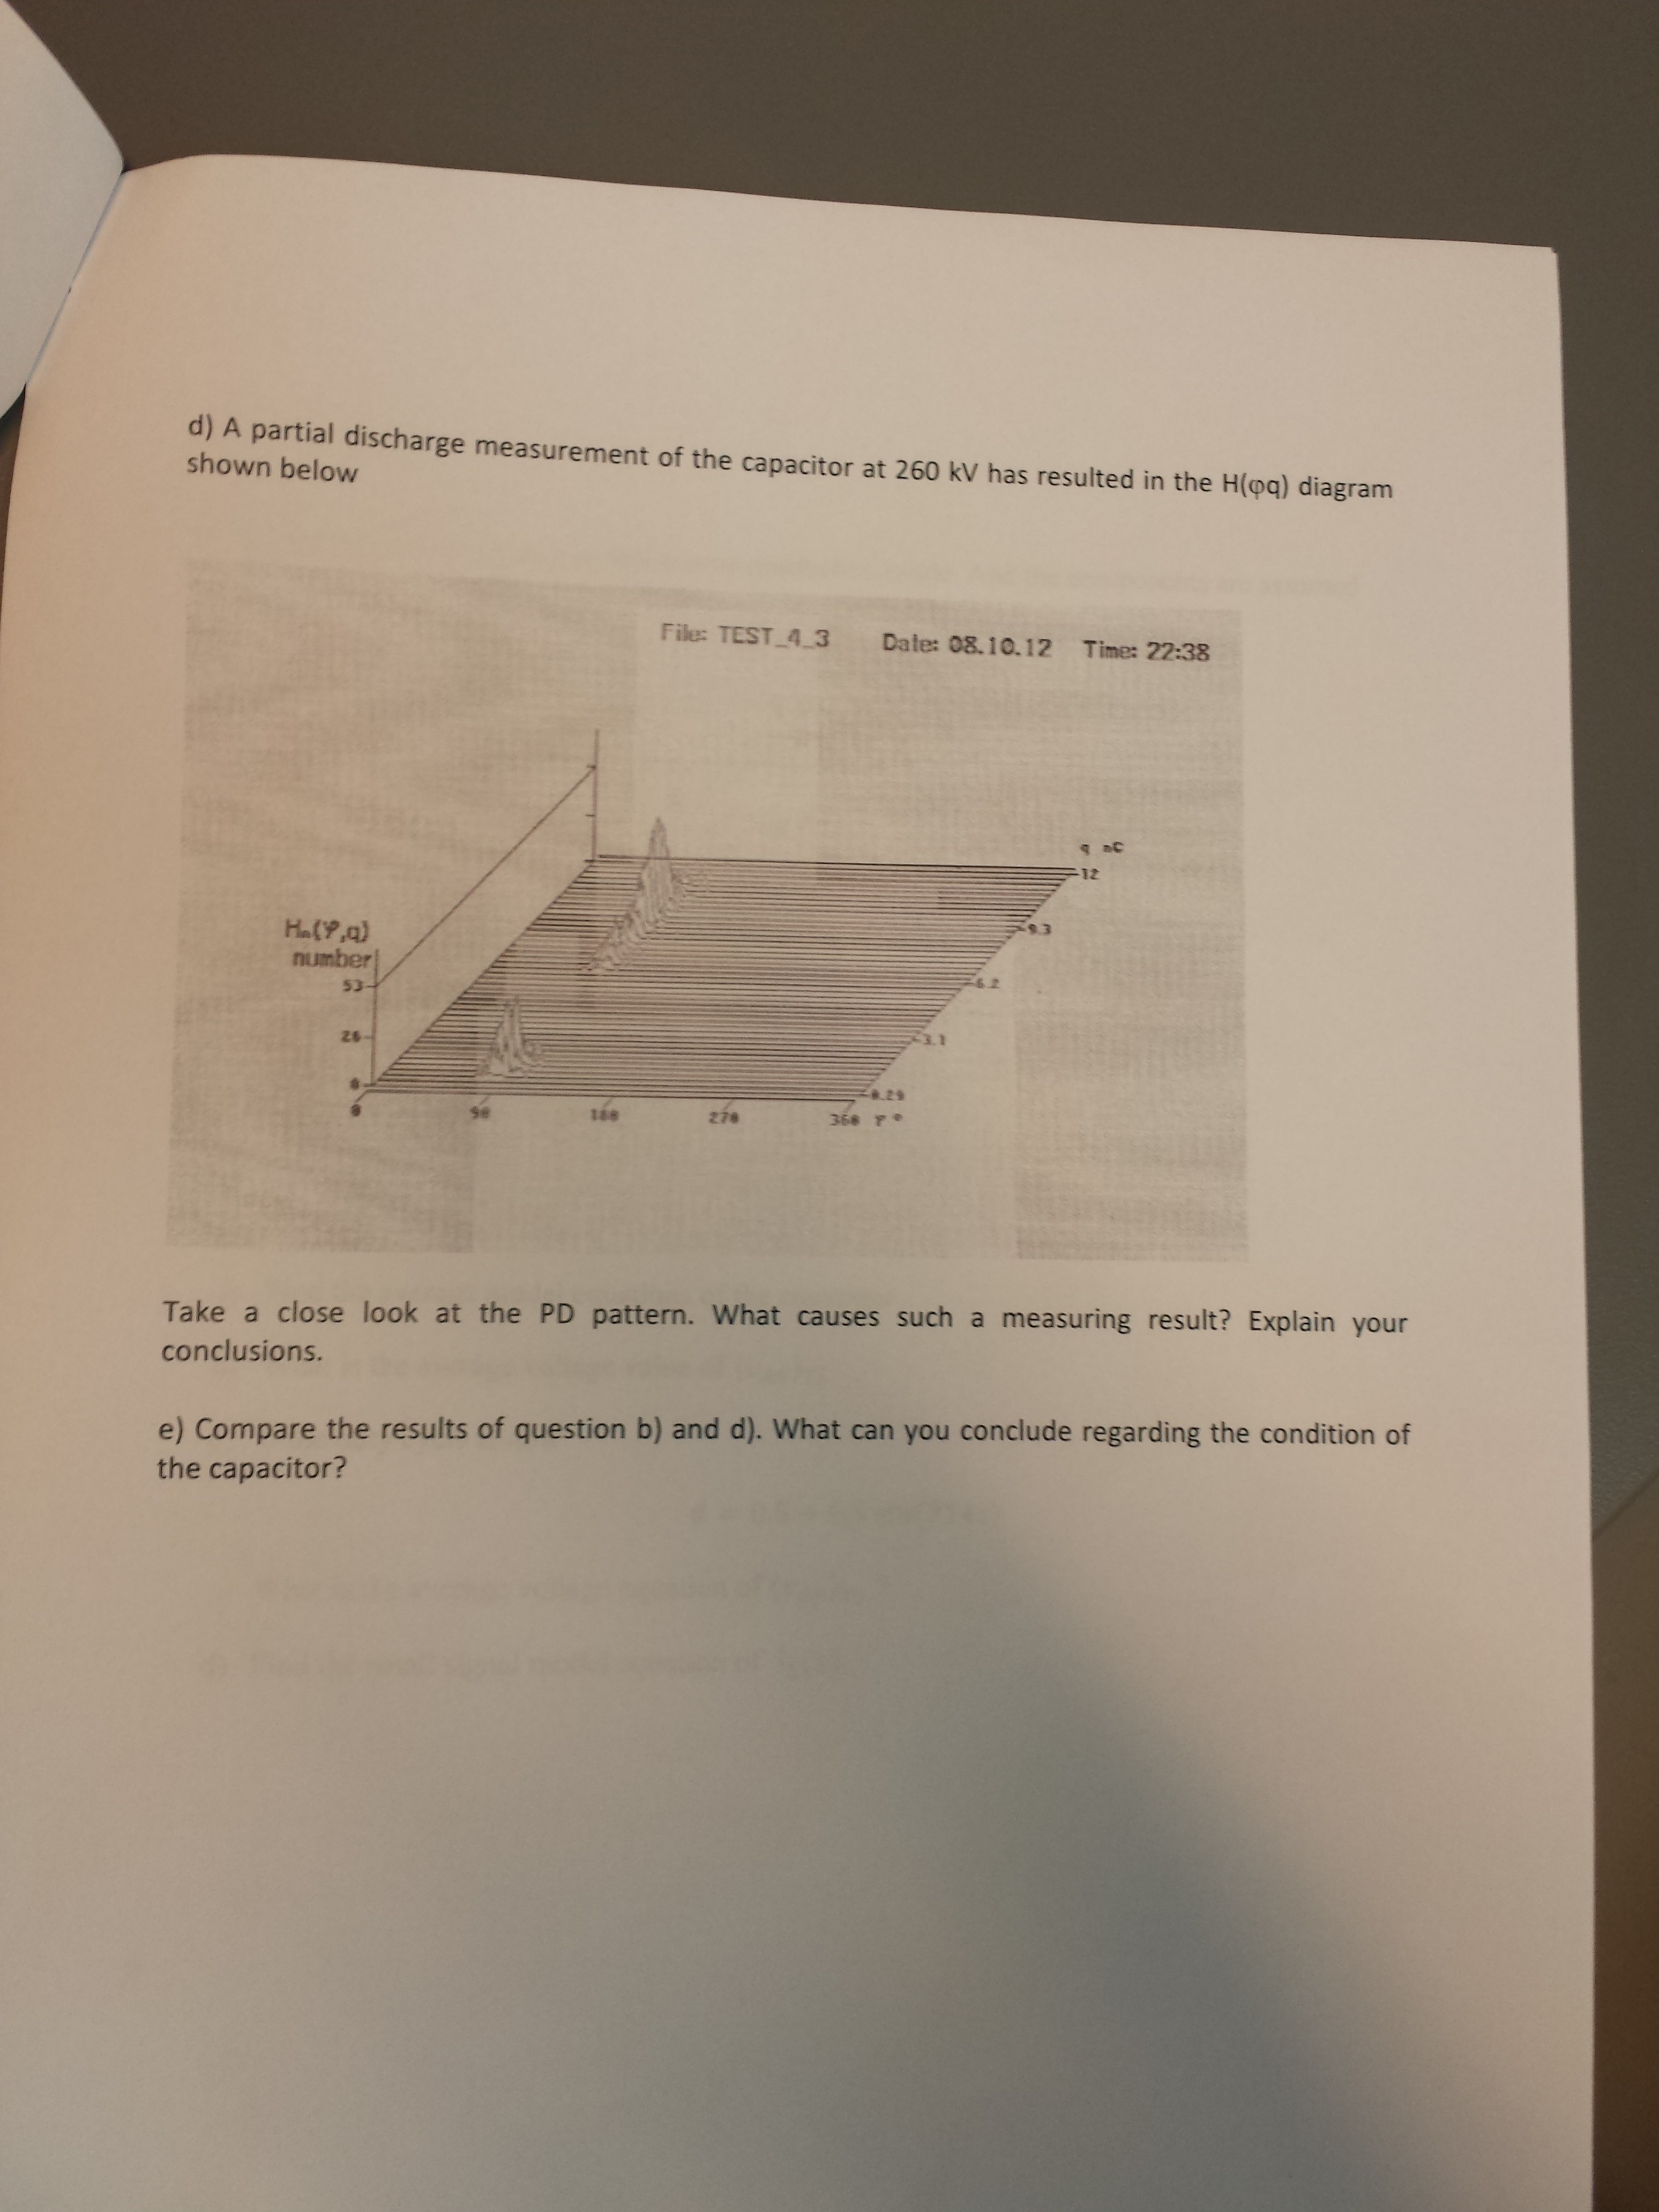 d) A partial discharge measurement of the capacitor at 260 kV has resulted in the H(φq) diagram
shown below
File: TEST_4_3 Date: 08.10.12 Time: 22:38
q nC
12
9.3
Hₙ(φ,q)
number
53
6.2
26
3.1
0
0.29
0 90 180 270 360 φ °
Take a close look at the PD pattern. What causes such a measuring result? Explain your
conclusions.
e) Compare the results of question b) and d). What can you conclude regarding the condition of
the capacitor?